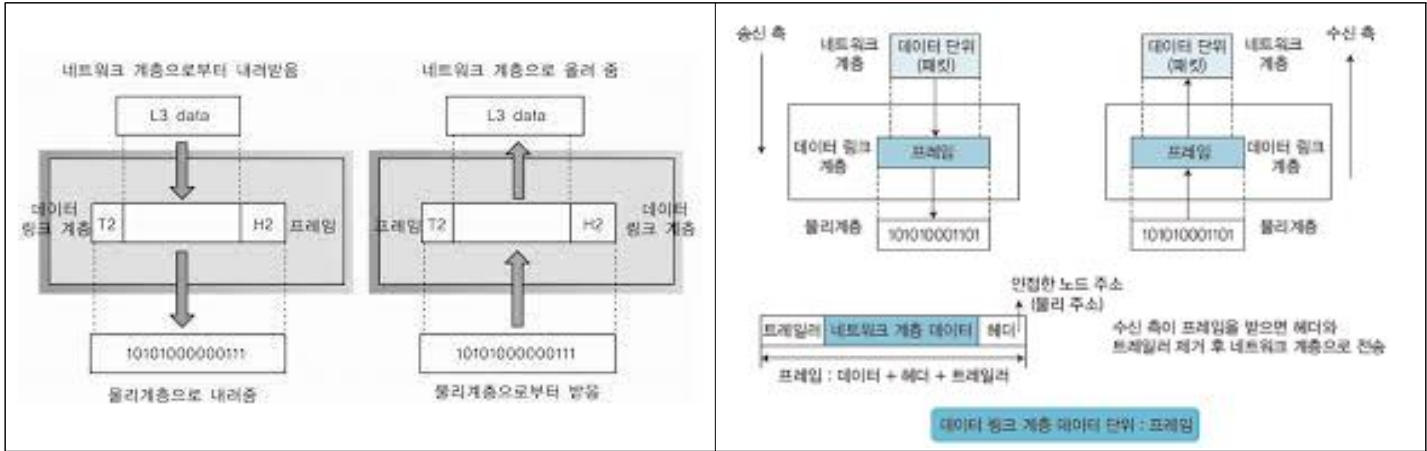 네트워크 계층으로부터 내려받음
네트워크 계층으로 올려 줌
L3 data
L3 data
데이터
링크 계층
T2
H2
프레임
프레임
T2
H2
데이터
링크 계층
10101000000111
10101000000111
물리계층으로 내려줌
물리계층으로부터 받음
송신 측
네트워크
계층
데이터 단위
(패킷)
데이터 단위
(패킷)
네트워크
계층
수신 측
데이터 링크
계층
프레임
프레임
데이터 링크
계층
물리계층
101010001101
101010001101
물리계층
인접한 노드 주소
(물리 주소)
트레일러
네트워크 계층 데이터
헤더
수신 측이 프레임을 받으면 헤더와
트레일러 제거 후 네트워크 계층으로 전송
프레임 : 데이터 + 헤더 + 트레일러
데이터 링크 계층 데이터 단위 : 프레임